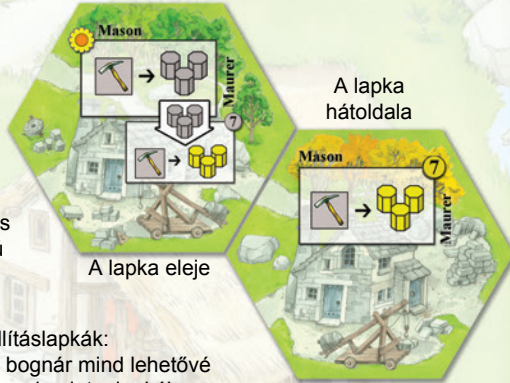 Mason
Maurer
7
A lapka
hátoldala
Mason
7
Maurer
A lapka eleje
s
llításlapkák:
bognár mind lehetővé